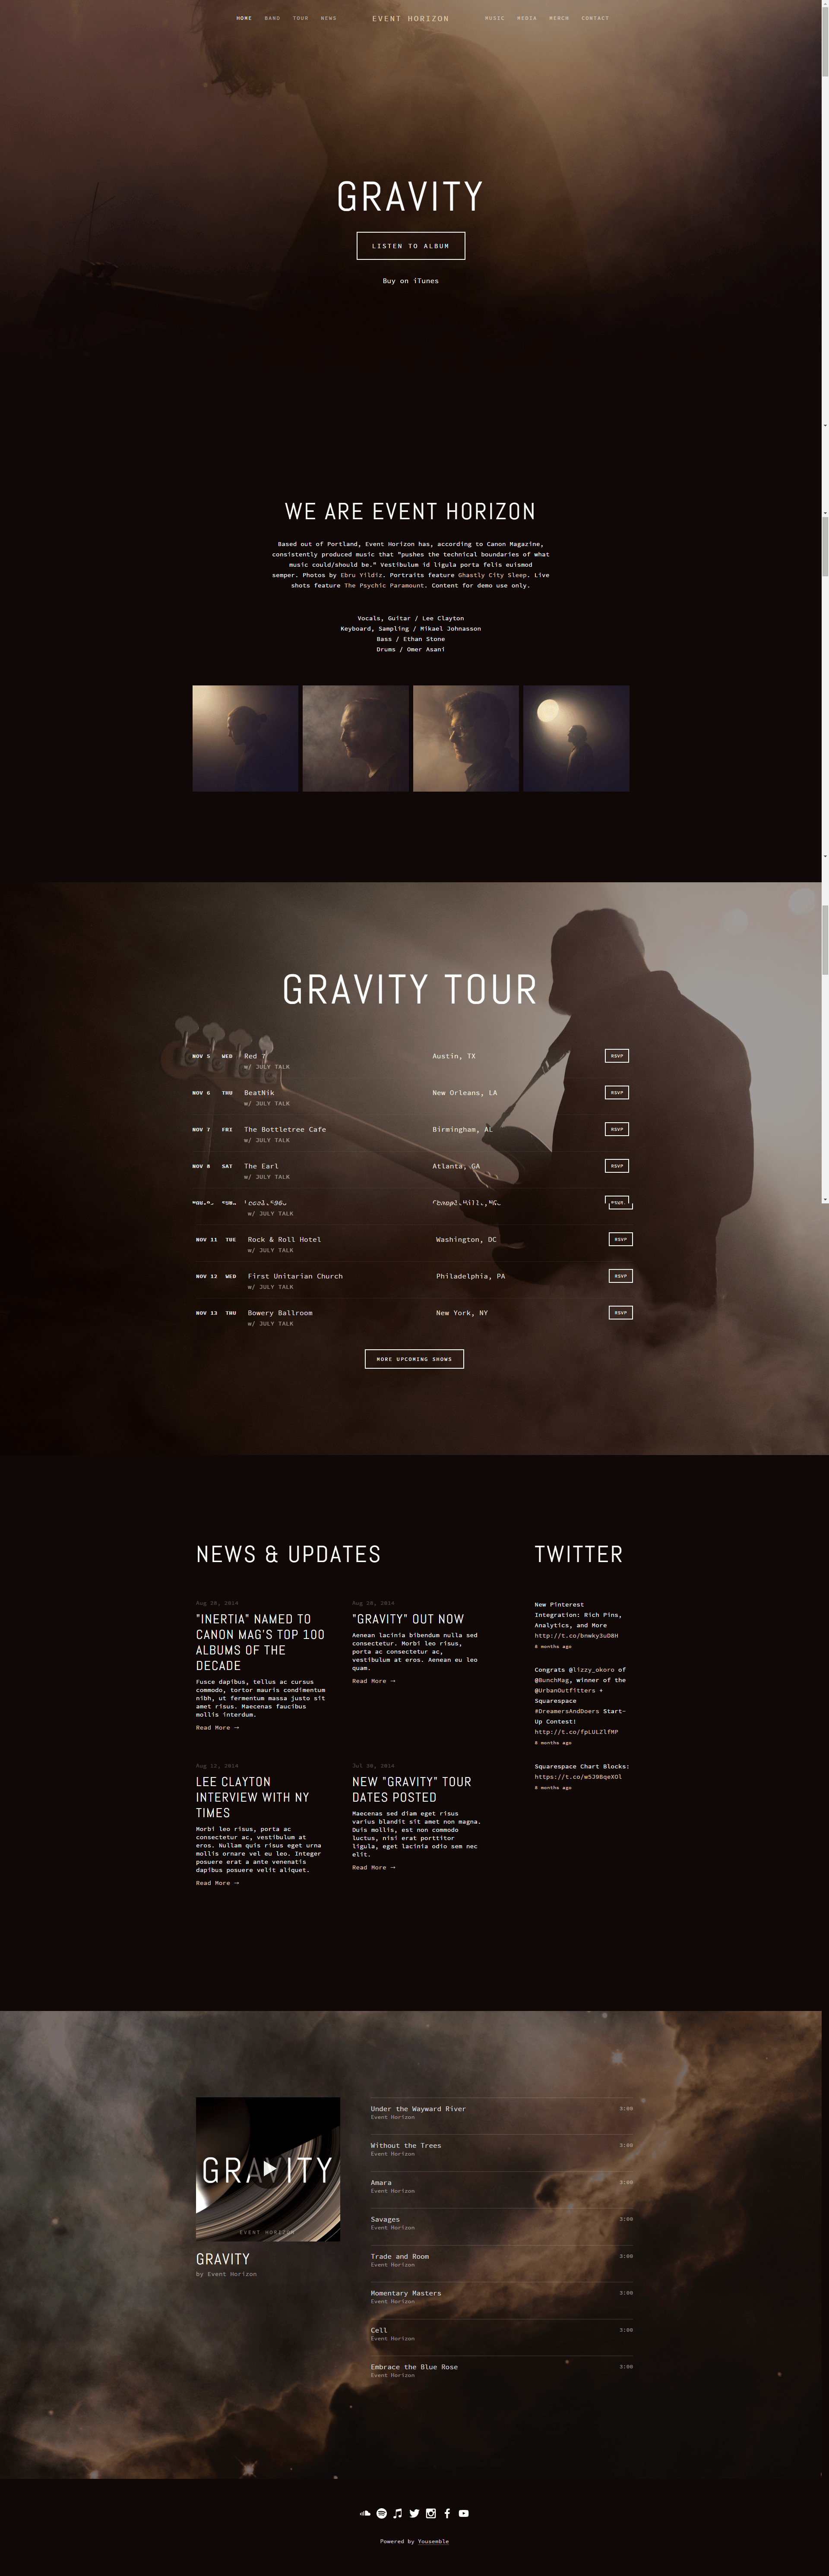 HOME BAND TOUR NEWS EVENT HORIZON MUSIC MEDIA MERCH CONTACT
GRAVITY
LISTEN TO ALBUM
Buy on iTunes
WE ARE EVENT HORIZON
Based out of Portland, Event Horizon has, according to Canon Magazine,
consistently produced music that "pushes the technical boundaries of what
music could/should be." Vestibulum id ligula porta felis euismod
semper. Photos by Ebru Yildiz. Portraits feature Ghastly City Sleep. Live
shots feature The Psychic Paramount. Content for demo use only.
Vocals, Guitar / Lee Clayton
Keyboard, Sampling / Mikael Johnasson
Bass / Ethan Stone
Drums / Omer Asani
GRAVITY TOUR
NOV 5 WED Red 7 Austin, TX RSVP
w/ JULY TALK
NOV 6 THU BeatNik New Orleans, LA RSVP
w/ JULY TALK
NOV 7 FRI The Bottletree Cafe Birmingham, AL RSVP
w/ JULY TALK
NOV 8 SAT The Earl Atlanta, GA RSVP
w/ JULY TALK
w/ JULY TALK
NOV 11 TUE Rock & Roll Hotel Washington, DC RSVP
w/ JULY TALK
NOV 12 WED First Unitarian Church Philadelphia, PA RSVP
w/ JULY TALK
NOV 13 THU Bowery Ballroom New York, NY RSVP
w/ JULY TALK
MORE UPCOMING SHOWS
NEWS & UPDATES
Aug 28, 2014
"INERTIA" NAMED TO
CANON MAG'S TOP 100
ALBUMS OF THE
DECADE
Fusce dapibus, tellus ac cursus
commodo, tortor mauris condimentum
nibh, ut fermentum massa justo sit
amet risus. Maecenas faucibus
mollis interdum.
Read More →
Aug 20, 2014
"GRAVITY" OUT NOW
Aenean lacinia bibendum nulla sed
consectetur. Morbi leo risus,
porta ac consectetur ac,
vestibulum at eros. Aenean eu leo
quam.
Read More →
Aug 12, 2014
LEE CLAYTON
INTERVIEW WITH NY
TIMES
Morbi leo risus, porta ac
consectetur ac, vestibulum at
eros. Nullam quis risus eget urna
mollis ornare vel eu leo. Integer
posuere erat a ante venenatis
dapibus posuere velit aliquet.
Read More →
Jul 30, 2014
NEW "GRAVITY" TOUR
DATES POSTED
Maecenas sed diam eget risus
varius blandit sit amet non magna.
Duis mollis, est non commodo
luctus, nisi erat porttitor
ligula, eget lacinia odio sem nec
elit.
Read More →
TWITTER
New Pinterest
Integration: Rich Pins,
Analytics, and More
http://t.co/bnwky3uD8H
8 months ago
Congrats @lizzy_okoro of
@BunchMag, winner of the
@UrbanOutfitters +
Squarespace
#DreamersAndDoers Start-
Up Contest!
http://t.co/fpLULZlfMP
8 months ago
Squarespace Chart Blocks:
https://t.co/w5J98qeXOl
8 months ago
GRAVITY
EVENT HORIZON
GRAVITY
by Event Horizon
Under the Wayward River 3:00
Event Horizon
Without the Trees 3:00
Event Horizon
Amara 3:00
Event Horizon
Savages 3:00
Event Horizon
Trade and Room 3:00
Event Horizon
Momentary Masters 3:00
Event Horizon
Cell 3:00
Event Horizon
Embrace the Blue Rose 3:00
Event Horizon
Powered by Yousemble